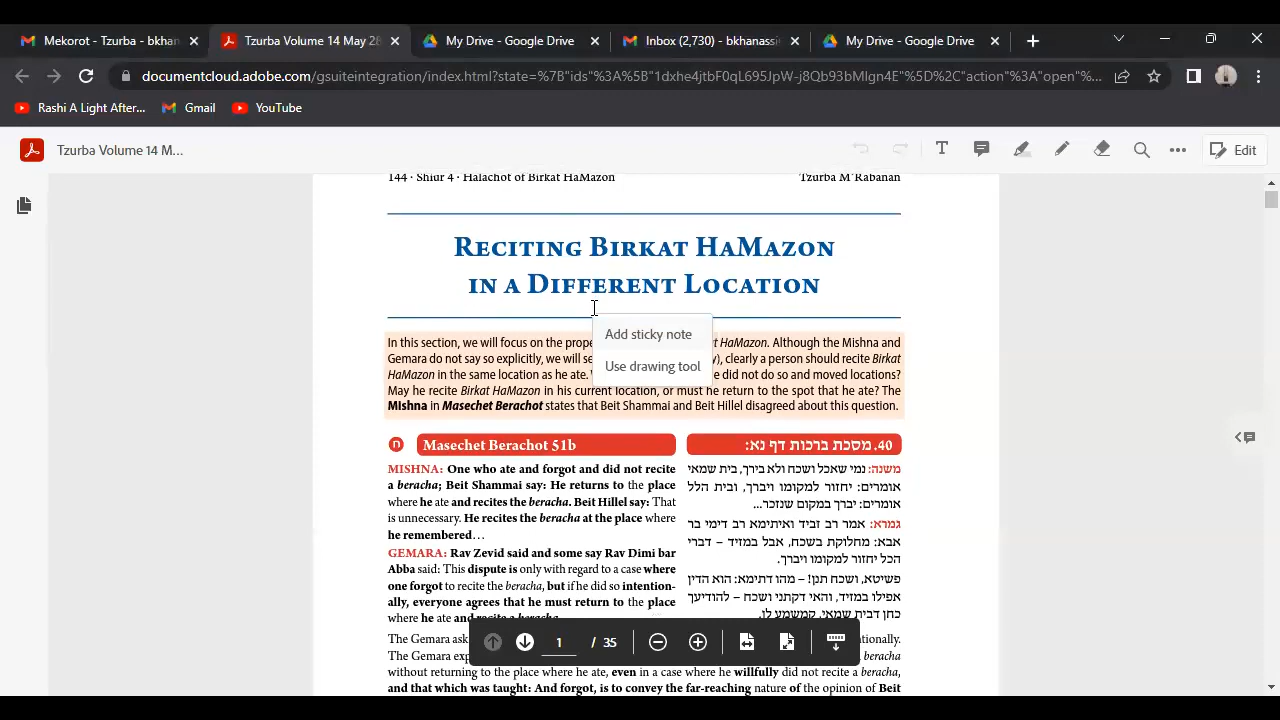 Mekorot - Tzurba - bkhan
Tzurba Volume 14 May 28
My Drive - Google Drive
Inbox (2,730) - bkhanassi
My Drive - Google Drive
documentcloud.adobe.com/gsuiteintegration/index.html?state=%7B"ids"%3A%5B"1dxhe4jtbF0qL695JpW-j8Qb93bMlgn4E"%5D%2C"action"%3A"open"%...
Rashi A Light After...
Gmail
YouTube
Tzurba Volume 14 M...
Edit
144 · Shiur 4 · Halachot of Birkat HaMazon
Tzurba M'Rabanan
Reciting Birkat HaMazon
in a Different Location
Add sticky note
Use drawing tool
In this section, we will focus on the prope at HaMazon. Although the Mishna and
Gemara do not say so explicitly, we will se y), clearly a person should recite Birkat
HaMazon in the same location as he ate. e did not do so and moved locations?
May he recite Birkat HaMazon in his current location, or must he return to the spot that he ate? The
Mishna in Masechet Berachot states that Beit Shammai and Beit Hillel disagreed about this question.
Masechet Berachot 51b
MISHNA: One who ate and forgot and did not recite
a beracha; Beit Shammai say: He returns to the place
where he ate and recites the beracha. Beit Hillel say: That
is unnecessary. He recites the beracha at the place where
he remembered…
GEMARA: Rav Zevid said and some say Rav Dimi bar
Abba said: This dispute is only with regard to a case where
one forgot to recite the beracha, but if he did so intention-
ally, everyone agrees that he must return to the place
where he ate and recite a beracha.
40. מסכת ברכות דף נא:
משנה: נמי שאכל ושכח ולא בירך, בית שמאי
אומרים: יחזור למקומו ויברך, ובית הלל
אומרים: יברך במקום שנזכר...
גמרא: אמר רב זביד ואיתימא רב דימי בר
אבא: מחלוקת בשכח, אבל במזיד – דברי
הכל יחזור למקומו ויברך.
פשיטא, ושכח תנן! – מהו דתימא: הוא הדין
אפילו במזיד, והאי דקתני ושכח – להודיעך
כחן דבית שמאי, קמשמע לן.
The Gemara ask tionally.
The Gemara exp beracha
without returning to the place where he ate, even in a case where he willfully did not recite a beracha,
and that which was taught: And forgot, is to convey the far-reaching nature of the opinion of Beit
1 / 35